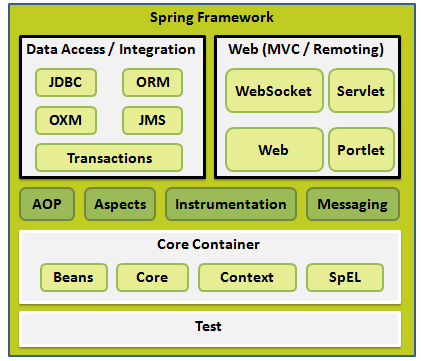 Spring Framework
Data Access / Integration
JDBC
ORM
OXM
JMS
Transactions
Web (MVC / Remoting)
WebSocket
Servlet
Web
Portlet
AOP
Aspects
Instrumentation
Messaging
Core Container
Beans
Core
Context
SpEL
Test